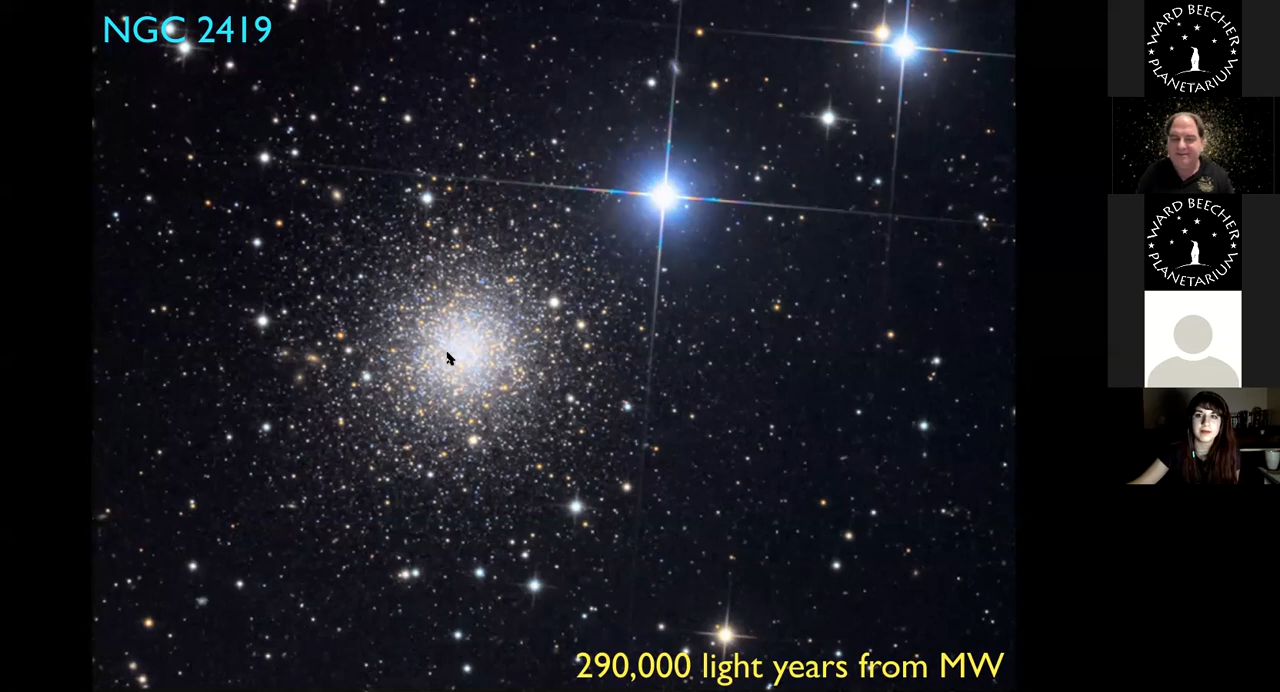 NGC 2419
290,000 light years from MW
WARD BEECHER
PLANETARIUM
WARD BEECHER
PLANETARIUM